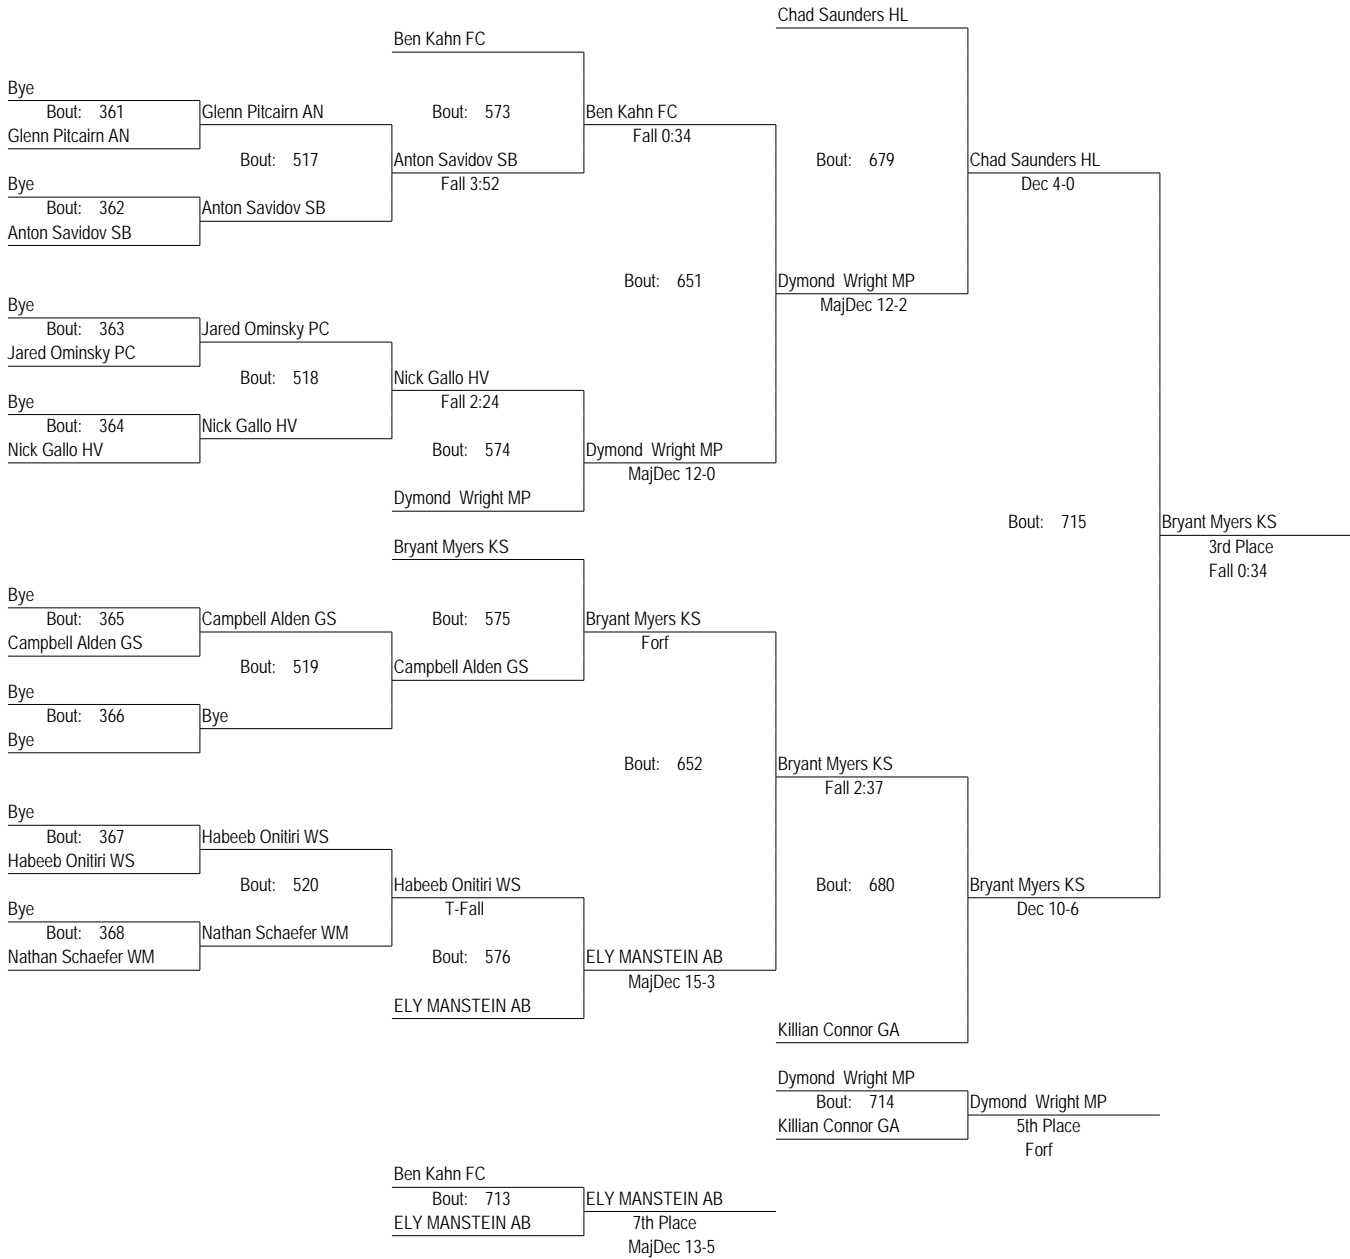 Chad Saunders HL
Ben Kahn FC
Bye
Bout: 361
Glenn Pitcairn AN
Glenn Pitcairn AN
Bout: 573
Ben Kahn FC
Fall 0:34
Bout: 517
Anton Savidov SB
Fall 3:52
Bout: 679
Chad Saunders HL
Dec 4-0
Bye
Bout: 362
Anton Savidov SB
Anton Savidov SB
Bout: 651
Dymond Wright MP
MajDec 12-2
Bye
Bout: 363
Jared Ominsky PC
Jared Ominsky PC
Bout: 518
Nick Gallo HV
Fall 2:24
Bye
Bout: 364
Nick Gallo HV
Nick Gallo HV
Bout: 574
Dymond Wright MP
MajDec 12-0
Dymond Wright MP
Bout: 715
Bryant Myers KS
3rd Place
Fall 0:34
Bryant Myers KS
Bye
Bout: 365
Campbell Alden GS
Campbell Alden GS
Bout: 575
Bryant Myers KS
Forf
Bout: 519
Campbell Alden GS
Bye
Bout: 366
Bye
Bye
Bout: 652
Bryant Myers KS
Fall 2:37
Bye
Bout: 367
Habeeb Onitiri WS
Habeeb Onitiri WS
Bout: 520
Habeeb Onitiri WS
T-Fall
Bout: 680
Bryant Myers KS
Dec 10-6
Bye
Bout: 368
Nathan Schaefer WM
Nathan Schaefer WM
Bout: 576
ELY MANSTEIN AB
MajDec 15-3
ELY MANSTEIN AB
Killian Connor GA
Dymond Wright MP
Bout: 714
Killian Connor GA
Dymond Wright MP
5th Place
Forf
Ben Kahn FC
Bout: 713
ELY MANSTEIN AB
ELY MANSTEIN AB
7th Place
MajDec 13-5